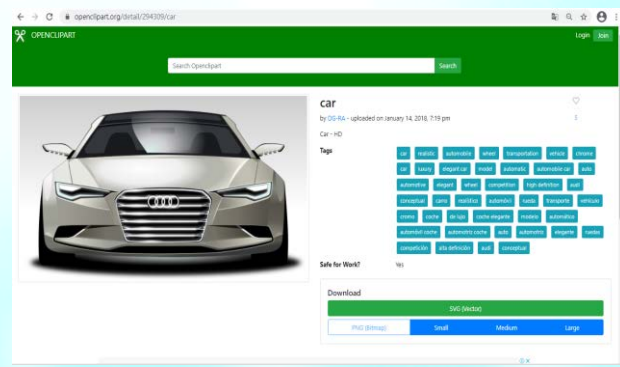 openclipart.org/detail/294309/car
OPENCLIPART
Login Join
Search Openclipart Search
car
by OG-RA - uploaded on January 14, 2018, 7:19 pm
Car - HD
Tags
car realistic automobile wheel transportation vehicle chrome
car luxury elegant car model automatic automobile car auto
automotive elegant wheel competition high definition audi
conceptual carro realístico automóvil rueda transporte vehículo
cromo coche de lujo coche elegante modelo automática
automóvil coche automotriz coche auto automotriz elegante ruedas
competición alta definición audi conceptual
Safe for Work? Yes
Download
SVG (Vector)
PNG (Bitmap) Small Medium Large